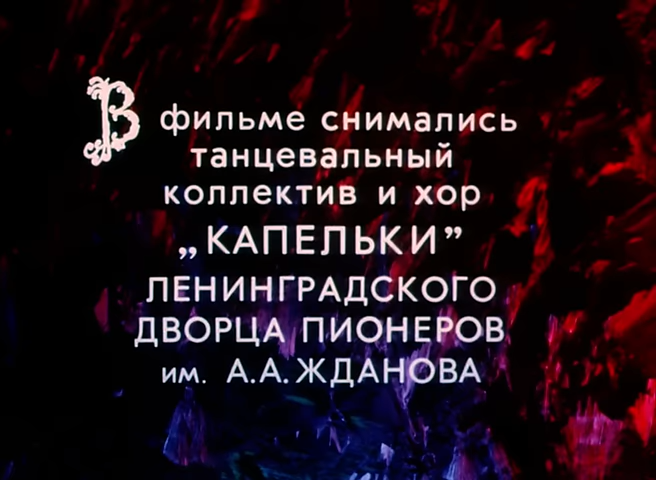 В фильме снимались
танцевальный
коллектив и хор
„КАПЕЛЬКИ”
ЛЕНИНГРАДСКОГО
ДВОРЦА ПИОНЕРОВ
им. А.А.ЖДАНОВА